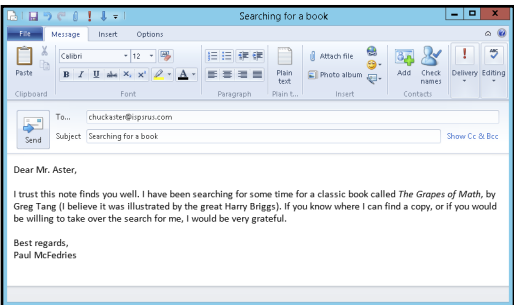 Searching for a book
File Message Insert Options
Calibri 12
Paste
B I U abc X₂ X² A
Plain text
Attach file
Photo album
Add
Check names
Delivery
Editing
Clipboard Font Paragraph Plain t... Insert Contacts
To... chuckaster@ispsrus.com
Send
Subject Searching for a book Show Cc & Bcc
Dear Mr. Aster,
I trust this note finds you well. I have been searching for some time for a classic book called The Grapes of Math, by
Greg Tang (I believe it was illustrated by the great Harry Briggs). If you know where I can find a copy, or if you would
be willing to take over the search for me, I would be very grateful.
Best regards,
Paul McFedries